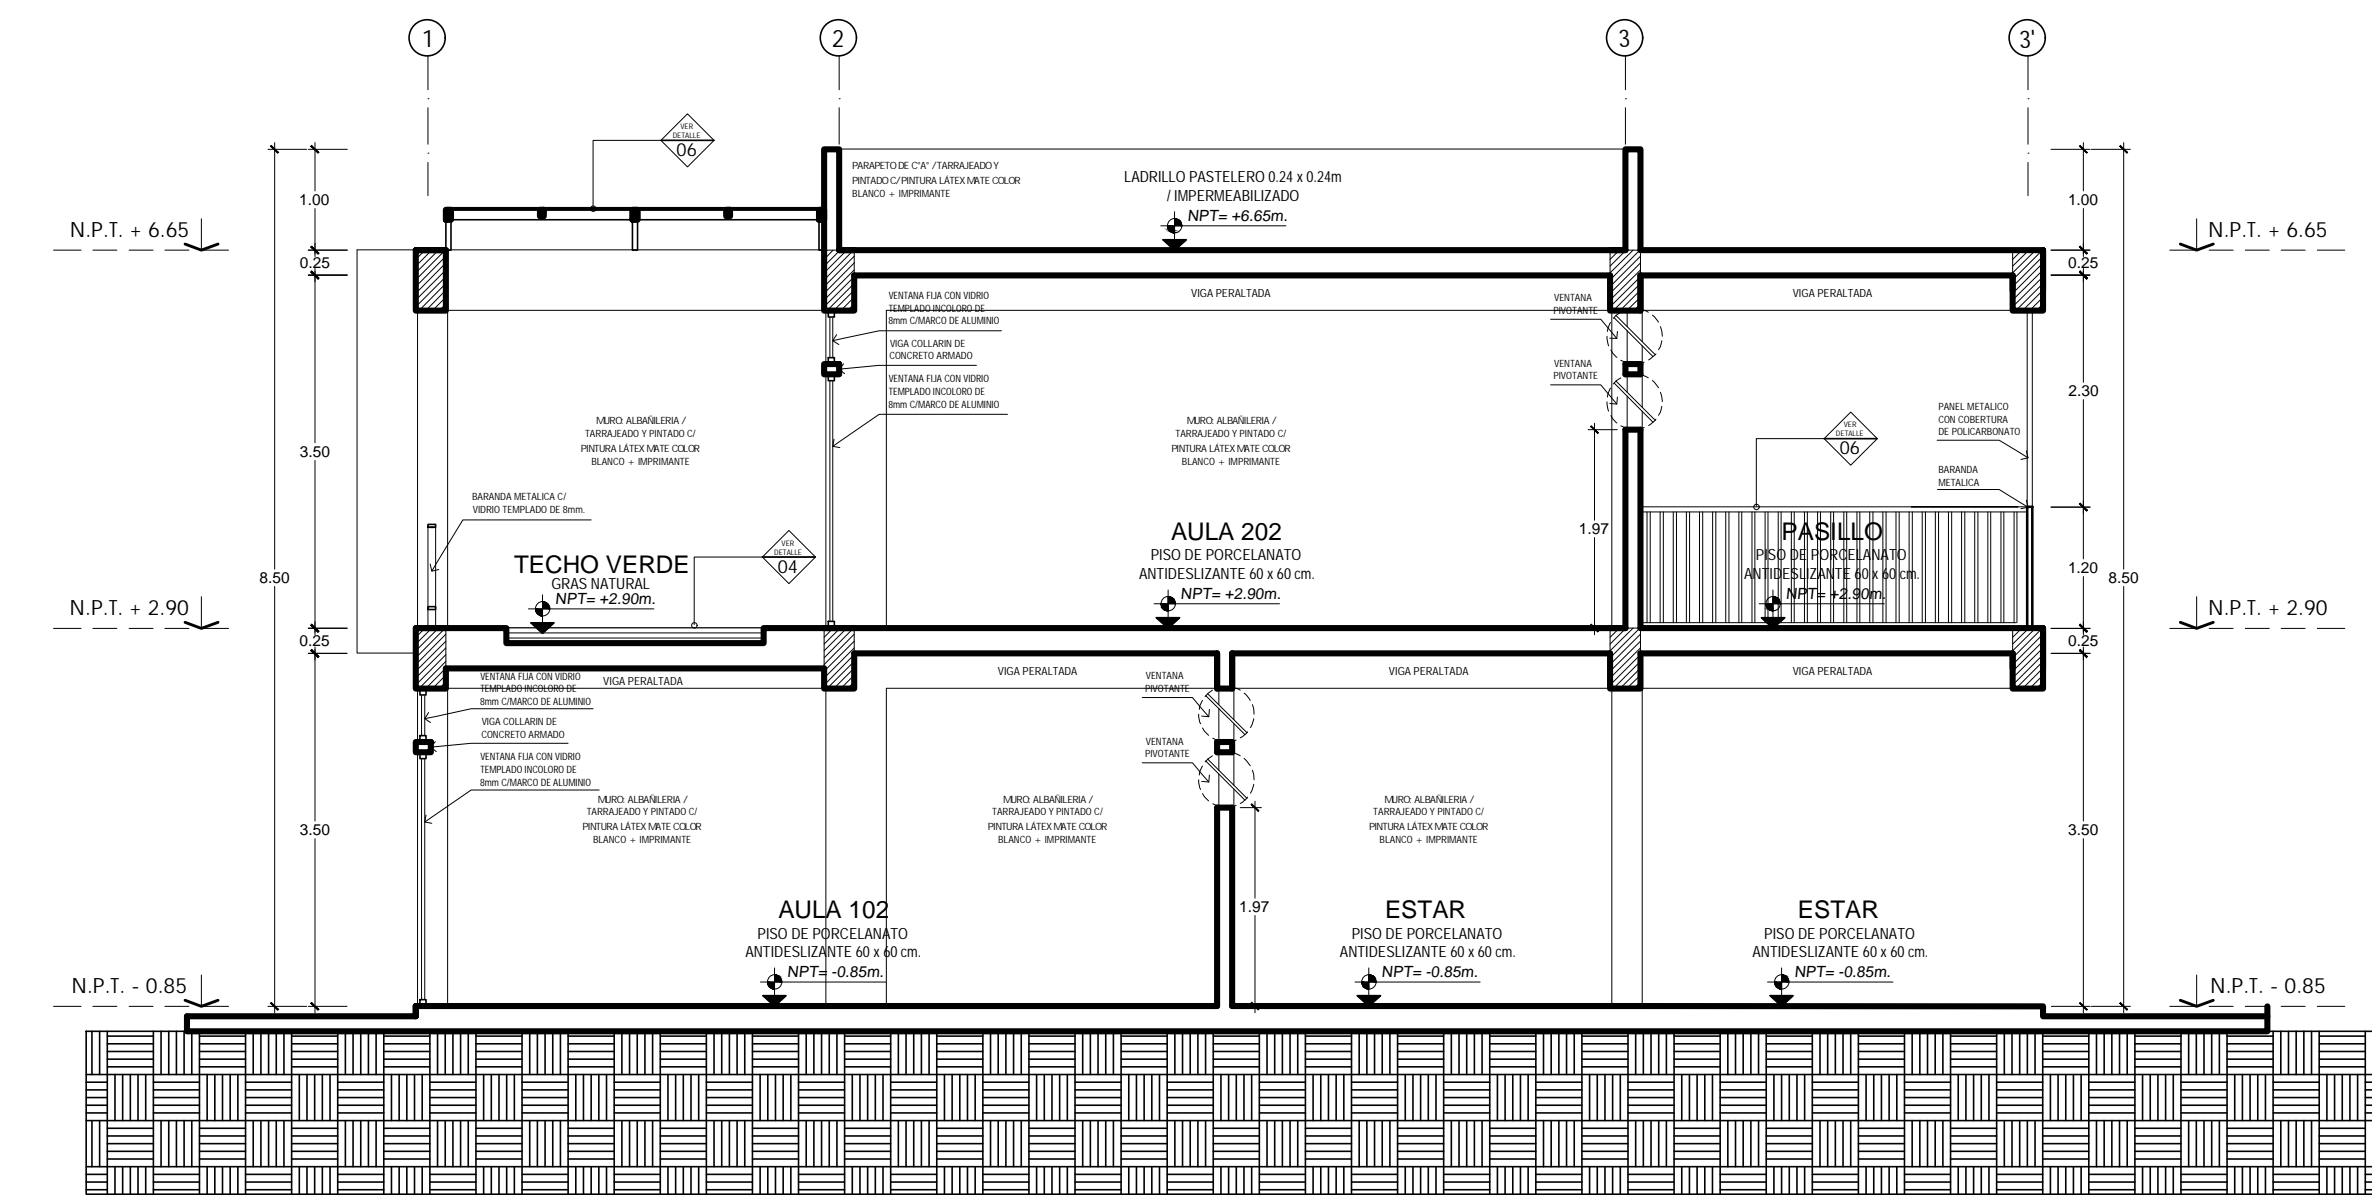 1
2
3
3'
VER
DETALLE
06
PARAPETO DE C"A" / TARRAJEADO Y
PINTADO C/ PINTURA LÁTEX MATE COLOR
BLANCO + IMPRIMANTE
LADRILLO PASTELERO 0.24 x 0.24m
/ IMPERMEABILIZADO
NPT= +6.65m.
1.00
1.00
N.P.T. + 6.65
N.P.T. + 6.65
0.25
0.25
VENTANA FIJA CON VIDRIO
TEMPLADO INCOLORO DE
8mm C/MARCO DE ALUMINIO
VIGA PERALTADA
VENTANA
PIVOTANTE
VIGA PERALTADA
VIGA COLLARIN DE
CONCRETO ARMADO
VENTANA
PIVOTANTE
VENTANA FIJA CON VIDRIO
TEMPLADO INCOLORO DE
8mm C/MARCO DE ALUMINIO
2.30
3.50
MURO: ALBAÑILERIA /
TARRAJEADO Y PINTADO C/
PINTURA LÁTEX MATE COLOR
BLANCO + IMPRIMANTE
MURO: ALBAÑILERIA /
TARRAJEADO Y PINTADO C/
PINTURA LÁTEX MATE COLOR
BLANCO + IMPRIMANTE
VER
DETALLE
06
PANEL METALICO
CON COBERTURA
DE POLICARBONATO
BARANDA
METALICA
BARANDA METALICA C/
VIDRIO TEMPLADO DE 8mm.
1.97
8.50
TECHO VERDE
GRAS NATURAL
NPT= +2.90m.
VER
DETALLE
04
AULA 202
PISO DE PORCELANATO
ANTIDESLIZANTE 60 x 60 cm.
NPT= +2.90m.
PASILLO
PISO DE PORCELANATO
ANTIDESLIZANTE 60 x 60 cm.
NPT= +2.90m.
1.20
8.50
N.P.T. + 2.90
N.P.T. + 2.90
0.25
0.25
VENTANA FIJA CON VIDRIO
TEMPLADO INCOLORO DE
8mm C/MARCO DE ALUMINIO
VIGA PERALTADA
VIGA PERALTADA
VENTANA
PIVOTANTE
VIGA PERALTADA
VIGA PERALTADA
VIGA COLLARIN DE
CONCRETO ARMADO
VENTANA
PIVOTANTE
VENTANA FIJA CON VIDRIO
TEMPLADO INCOLORO DE
8mm C/MARCO DE ALUMINIO
3.50
MURO: ALBAÑILERIA /
TARRAJEADO Y PINTADO C/
PINTURA LÁTEX MATE COLOR
BLANCO + IMPRIMANTE
MURO: ALBAÑILERIA /
TARRAJEADO Y PINTADO C/
PINTURA LÁTEX MATE COLOR
BLANCO + IMPRIMANTE
MURO: ALBAÑILERIA /
TARRAJEADO Y PINTADO C/
PINTURA LÁTEX MATE COLOR
BLANCO + IMPRIMANTE
3.50
1.97
AULA 102
PISO DE PORCELANATO
ANTIDESLIZANTE 60 x 60 cm.
NPT= -0.85m.
ESTAR
PISO DE PORCELANATO
ANTIDESLIZANTE 60 x 60 cm.
NPT= -0.85m.
ESTAR
PISO DE PORCELANATO
ANTIDESLIZANTE 60 x 60 cm.
NPT= -0.85m.
N.P.T. - 0.85
N.P.T. - 0.85